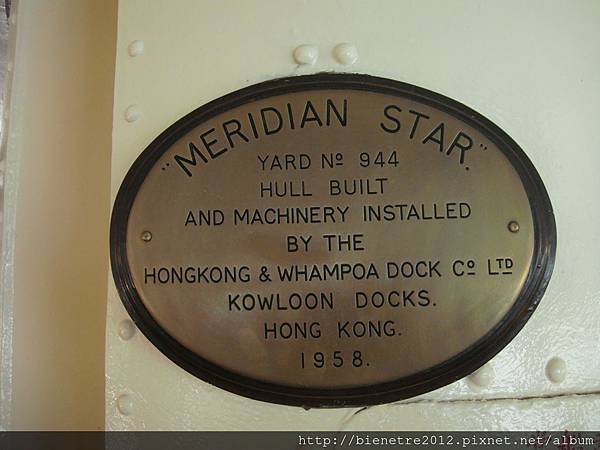 "MERIDIAN STAR."
YARD Nº 944
HULL BUILT
AND MACHINERY INSTALLED
BY THE
HONGKONG & WHAMPOA DOCK Cº LTD
KOWLOON DOCKS.
HONG KONG.
1958.
http://bienetre2012.pixnet.net/album